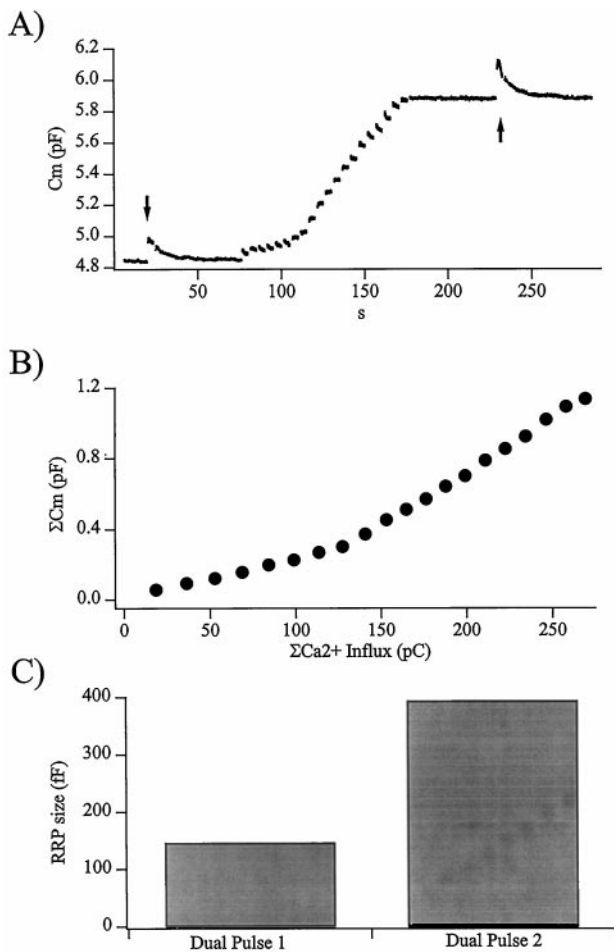 A)
Cm (pF)
6.2
6.0
5.8
5.6
5.4
5.2
5.0
4.8
50
100
150
200
250
s
B)
ΣCm (pF)
1.2
0.8
0.4
0.0
0
50
100
150
200
250
ΣCa2+ Influx (pC)
C)
RRP size (fF)
400
300
200
100
0
Dual Pulse 1
Dual Pulse 2